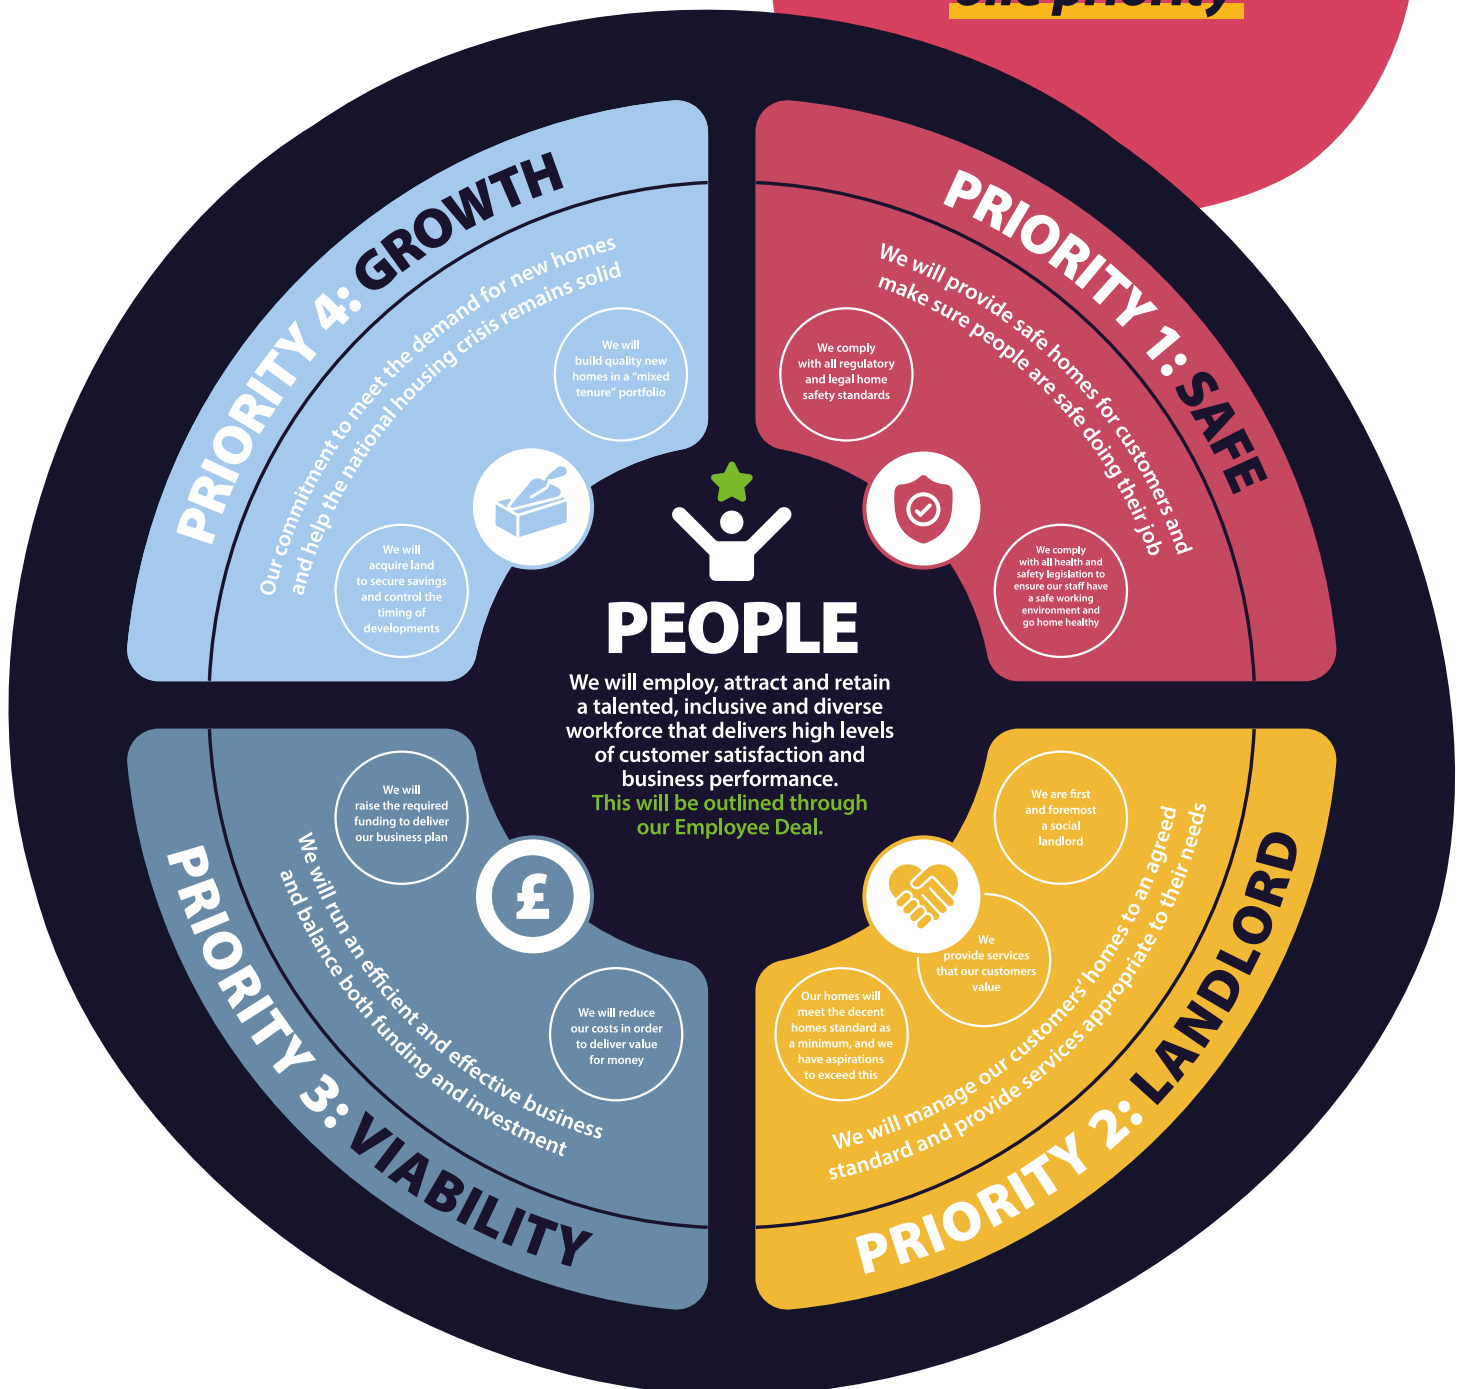 one priority
PRIORITY 1: SAFE
We will provide safe homes for customers and
make sure people are safe doing their job
We comply
with all regulatory
and legal home
safety standards
We comply
with all health and
safety legislation to
ensure our staff have
a safe working
environment and
go home healthy
PRIORITY 2: LANDLORD
We will manage our customers' homes to an agreed
standard and provide services appropriate to their needs
We are first
and foremost
a social
landlord
We
provide services
that our customers
value
Our homes will
meet the decent
homes standard as
a minimum, and we
have aspirations
to exceed this
PRIORITY 3: VIABILITY
We will run an efficient and effective business
and balance both funding and investment
We will
raise the required
funding to deliver
our business plan
We will reduce
our costs in order
to deliver value
for money
£
PRIORITY 4: GROWTH
Our commitment to meet the demand for new homes
and help the national housing crisis remains solid
We will
build quality new
homes in a "mixed
tenure" portfolio
We will
acquire land
to secure savings
and control the
timing of
developments
PEOPLE
We will employ, attract and retain
a talented, inclusive and diverse
workforce that delivers high levels
of customer satisfaction and
business performance.
This will be outlined through
our Employee Deal.